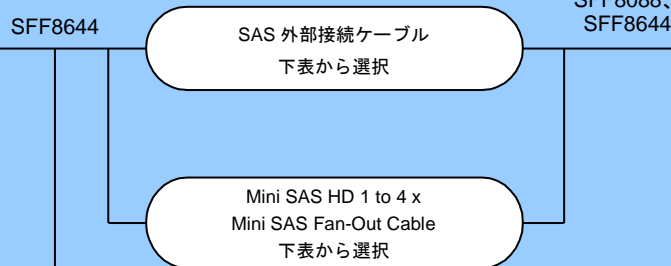 SFF8088、
SFF8644
SFF8644
SAS 外部接続ケーブル
下表から選択
Mini SAS HD 1 to 4 x
Mini SAS Fan-Out Cable
下表から選択